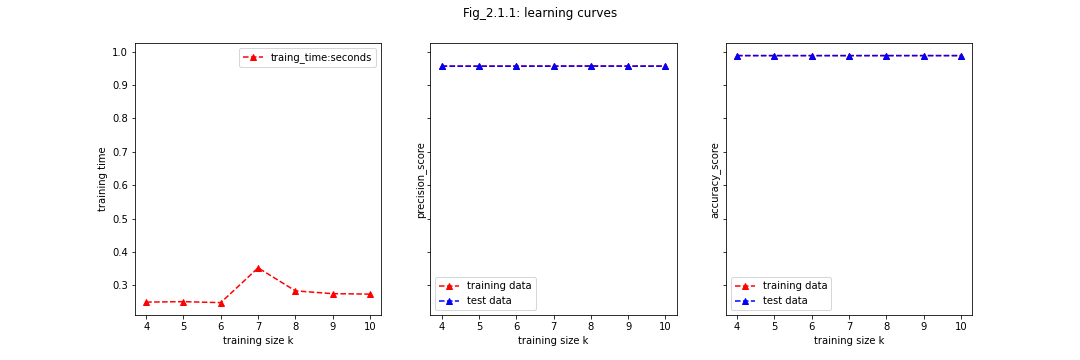 Fig_2.1.1: learning curves
1.0
0.9
0.8
0.7
0.6
0.5
0.4
0.3
training time
traing_time:seconds
4 5 6 7 8 9 10
training size k
precision_score
training data
test data
4 5 6 7 8 9 10
training size k
accuracy_score
training data
test data
4 5 6 7 8 9 10
training size k